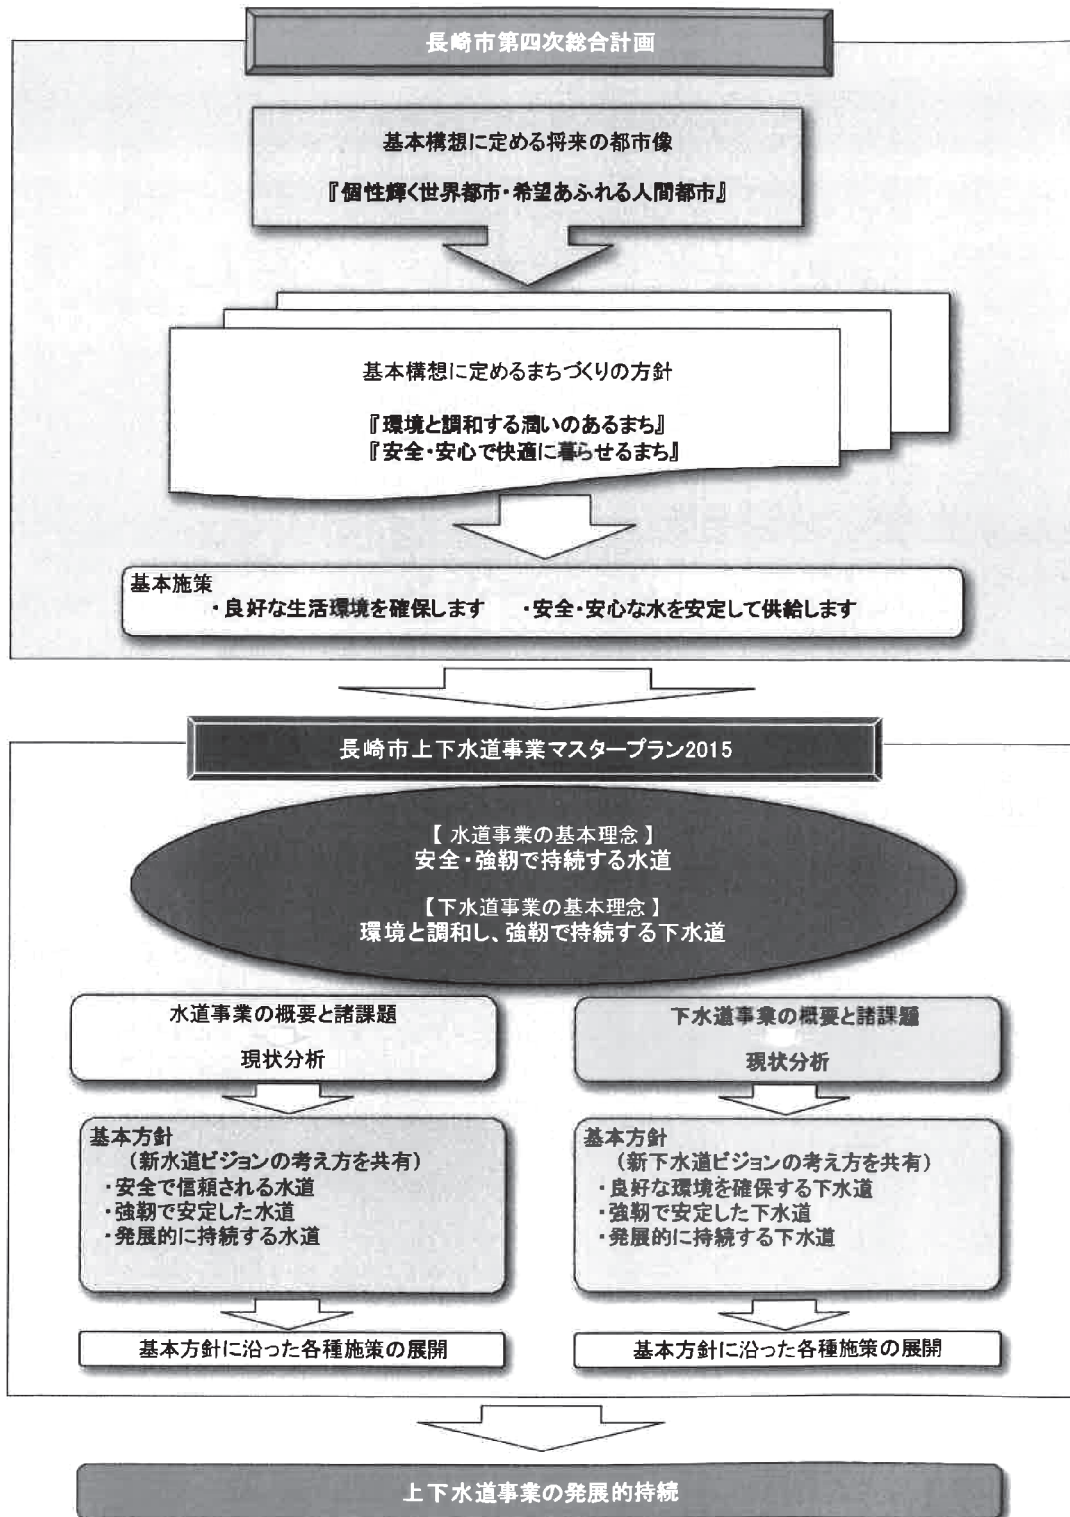 長崎市第四次総合計画
基本構想に定める将来の都市像
『個性輝く世界都市・希望あふれる人間都市』
基本構想に定めるまちづくりの方針
『環境と調和する潤いのあるまち』
『安全・安心で快適に暮らせるまち』
基本施策
・良好な生活環境を確保します ・安全・安心な水を安定して供給します
長崎市上下水道事業マスタープラン2015
【 水道事業の基本理念 】
安全・強靭で持続する水道
【下水道事業の基本理念 】
環境と調和し、強靭で持続する下水道
水道事業の概要と諸課題
現状分析
基本方針
（新水道ビジョンの考え方を共有）
・安全で信頼される水道
・強靭で安定した水道
・発展的に持続する水道
基本方針に沿った各種施策の展開
下水道事業の概要と諸課題
現状分析
基本方針
（新下水道ビジョンの考え方を共有）
・良好な環境を確保する下水道
・強靭で安定した下水道
・発展的に持続する下水道
基本方針に沿った各種施策の展開
上下水道事業の発展的持続